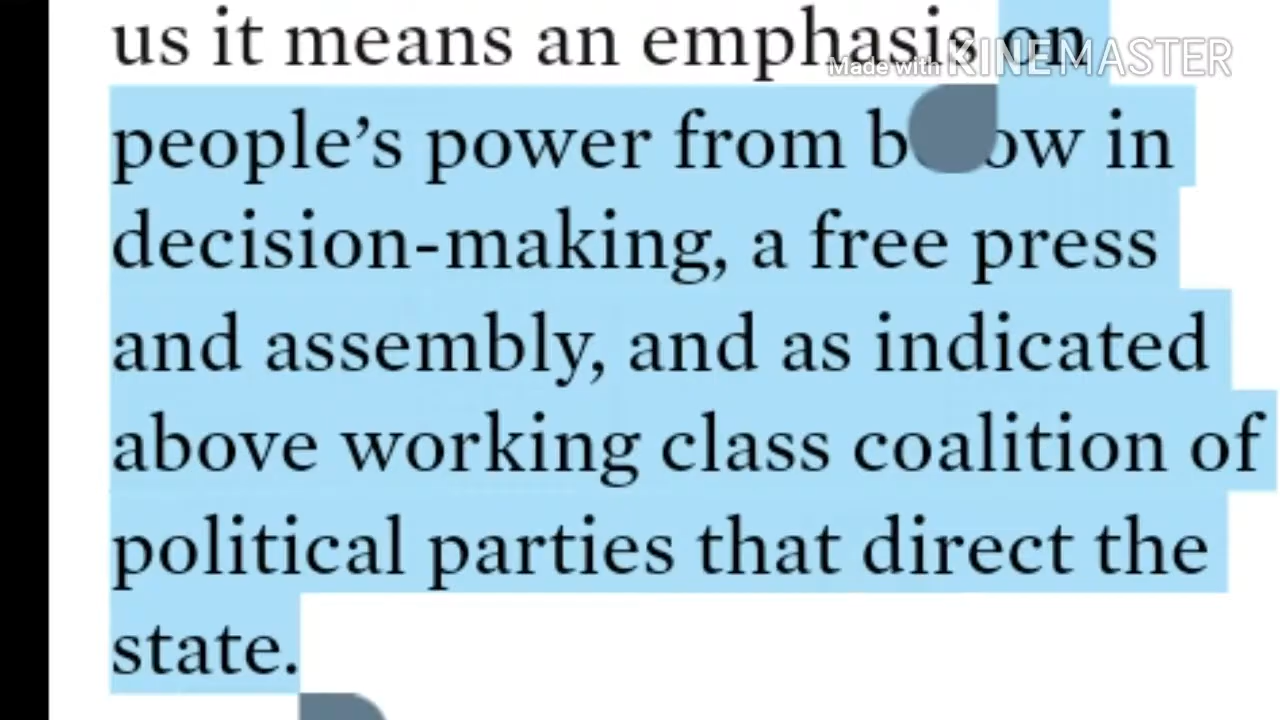 us it means an emphasis on
Made with KINEMASTER
people's power from below in
decision-making, a free press
and assembly, and as indicated
above working class coalition of
political parties that direct the
state.